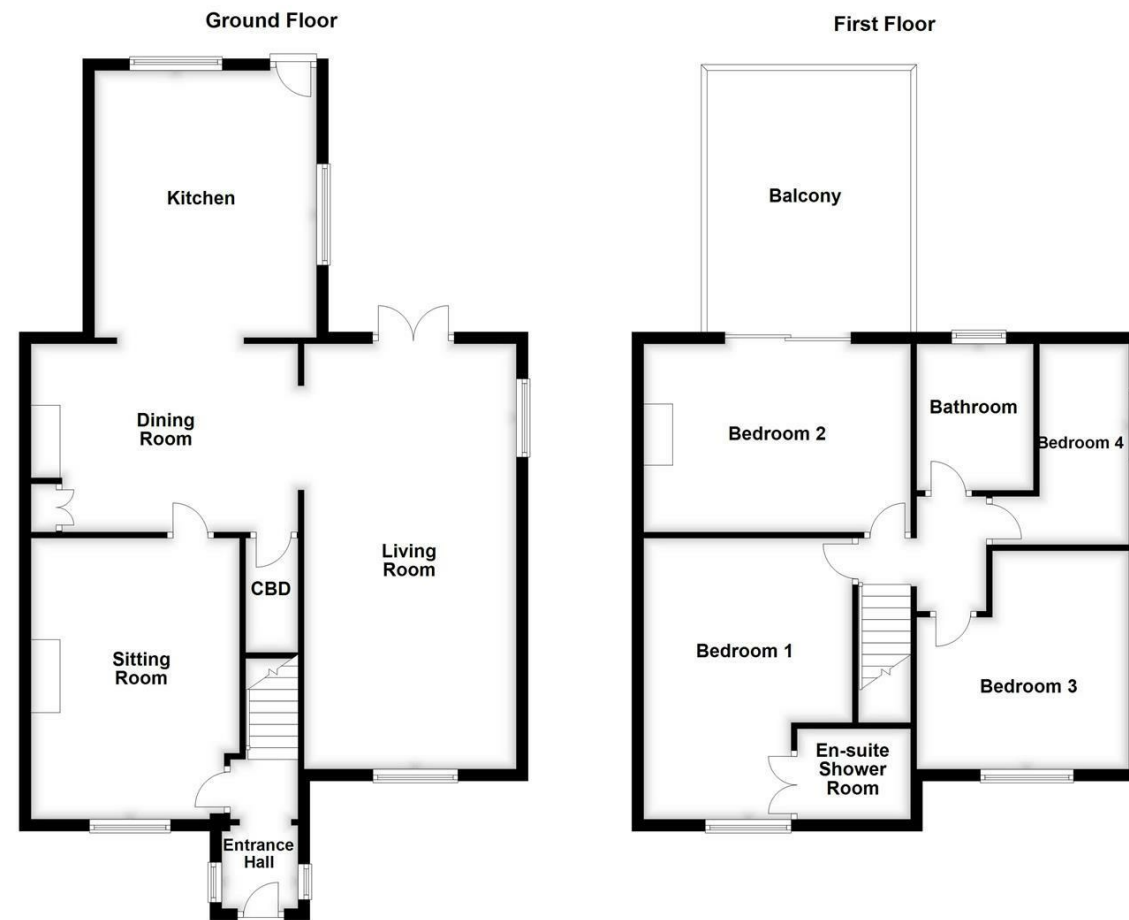 Ground Floor
Kitchen
Dining
Room
Living
Room
CBD
Sitting
Room
Entrance
Hall
First Floor
Balcony
Bathroom
Bedroom 2
Bedroom 4
Bedroom 1
Bedroom 3
En-suite
Shower
Room